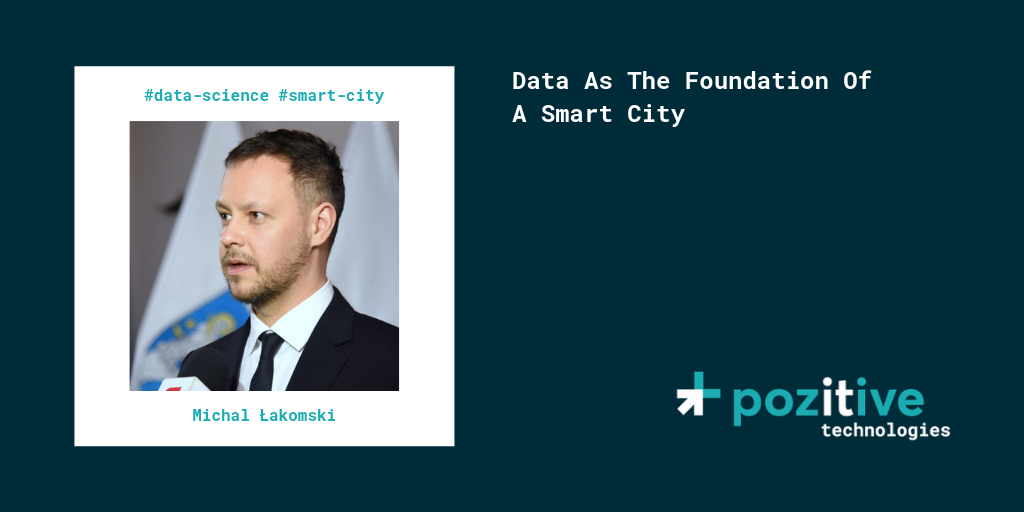 #data-science #smart-city
Michal Łakomski
Data As The Foundation Of
A Smart City
pozitive
technologies